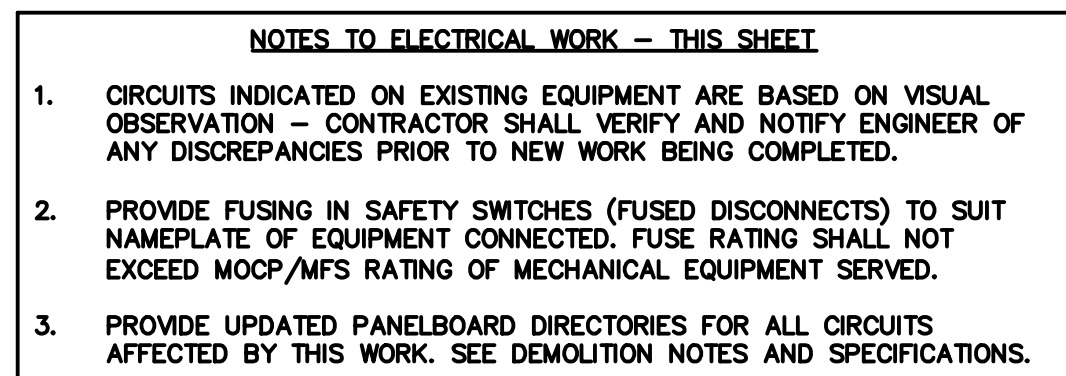 NOTES TO ELECTRICAL WORK – THIS SHEET
1. CIRCUITS INDICATED ON EXISTING EQUIPMENT ARE BASED ON VISUAL
OBSERVATION – CONTRACTOR SHALL VERIFY AND NOTIFY ENGINEER OF
ANY DISCREPANCIES PRIOR TO NEW WORK BEING COMPLETED.
2. PROVIDE FUSING IN SAFETY SWITCHES (FUSED DISCONNECTS) TO SUIT
NAMEPLATE OF EQUIPMENT CONNECTED. FUSE RATING SHALL NOT
EXCEED MOCP/MFS RATING OF MECHANICAL EQUIPMENT SERVED.
3. PROVIDE UPDATED PANELBOARD DIRECTORIES FOR ALL CIRCUITS
AFFECTED BY THIS WORK. SEE DEMOLITION NOTES AND SPECIFICATIONS.